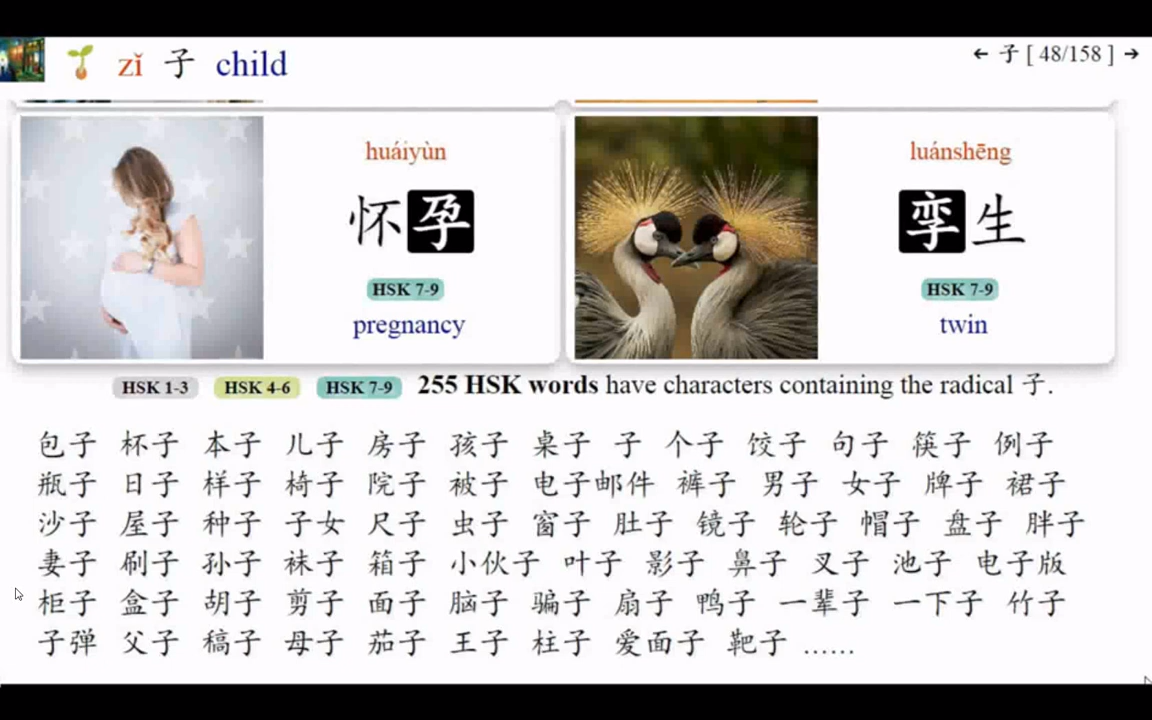 zǐ 子 child
← 子 [ 48/158 ] →
huáiyùn
怀孕
HSK 7-9
pregnancy
luánshēng
孪生
HSK 7-9
twin
HSK 1-3 HSK 4-6 HSK 7-9 255 HSK words have characters containing the radical 子.
包子 杯子 本子 儿子 房子 孩子 桌子 子 个子 饺子 句子 筷子 例子
瓶子 日子 样子 椅子 院子 被子 电子邮件 裤子 男子 女子 牌子 裙子
沙子 屋子 种子 子女 尺子 虫子 窗子 肚子 镜子 轮子 帽子 盘子 胖子
妻子 刷子 孙子 袜子 箱子 小伙子 叶子 影子 鼻子 叉子 池子 电子版
柜子 盒子 胡子 剪子 面子 脑子 骗子 扇子 鸭子 一辈子 一下子 竹子
子弹 父子 稿子 母子 茄子 王子 柱子 爱面子 靶子 ……